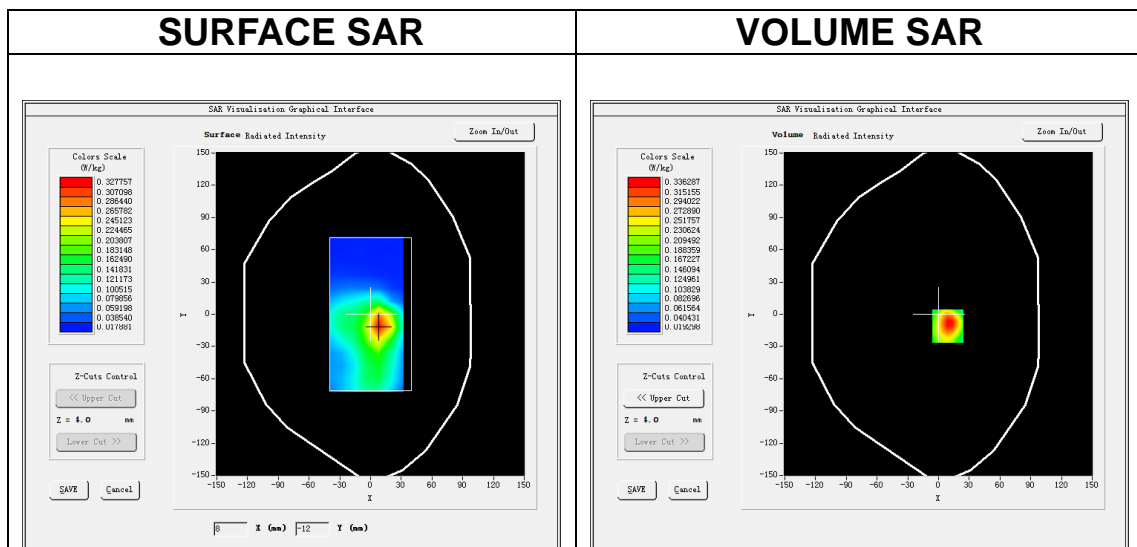 SURFACE SAR
VOLUME SAR
SAR Visualisation Graphical Interface
Surface Radiated Intensity
Zoom In/Out
Colors Scale
(W/kg)
0.327757
0.307098
0.286440
0.265782
0.245123
0.224465
0.203807
0.183148
0.162490
0.141831
0.121173
0.100515
0.079856
0.059198
0.038540
0.017881
150
120
90
60
30
0
-30
-60
-90
-120
-150
Y
-150 -120 -90 -60 -30 0 30 60 90 120 150
X
Z-Cuts Control
<< Upper Cut
Z = 4.0 mm
Lower Cut >>
SAVE Cancel
8 X (mm) -12 Y (mm)
SAR Visualisation Graphical Interface
Volume Radiated Intensity
Zoom In/Out
Colors Scale
(W/kg)
0.336287
0.315155
0.294022
0.272890
0.251757
0.230624
0.209492
0.188359
0.167227
0.146094
0.124961
0.103829
0.082696
0.061564
0.040431
0.019298
150
120
90
60
30
0
-30
-60
-90
-120
-150
Y
-150 -120 -90 -60 -30 0 30 60 90 120 150
X
Z-Cuts Control
<< Upper Cut
Z = 4.0 mm
Lower Cut >>
SAVE Cancel